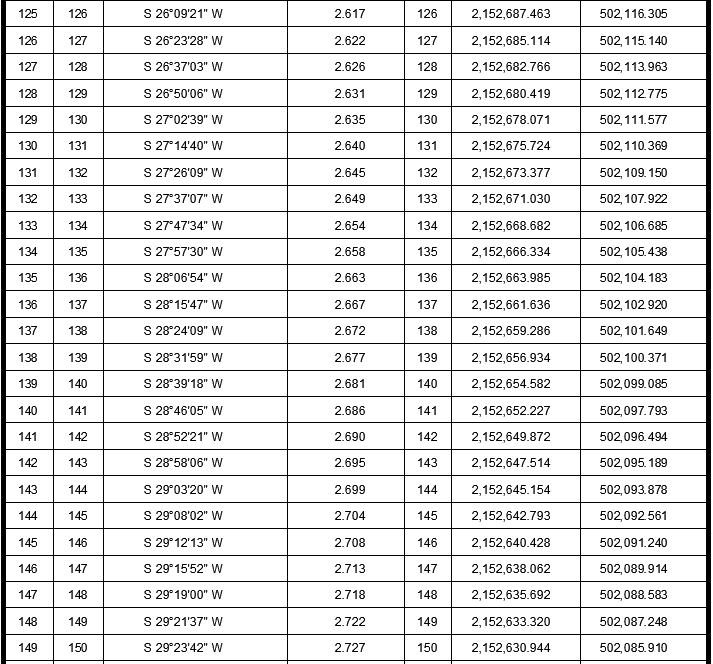 125 126 S 26°09'21" W 2.617 126 2,152,687.463 502,116.305
126 127 S 26°23'28" W 2.622 127 2,152,685.114 502,115.140
127 128 S 26°37'03" W 2.626 128 2,152,682.766 502,113.963
128 129 S 26°50'06" W 2.631 129 2,152,680.419 502,112.775
129 130 S 27°02'39" W 2.635 130 2,152,678.071 502,111.577
130 131 S 27°14'40" W 2.640 131 2,152,675.724 502,110.369
131 132 S 27°26'09" W 2.645 132 2,152,673.377 502,109.150
132 133 S 27°37'07" W 2.649 133 2,152,671.030 502,107.922
133 134 S 27°47'34" W 2.654 134 2,152,668.682 502,106.685
134 135 S 27°57'30" W 2.658 135 2,152,666.334 502,105.438
135 136 S 28°06'54" W 2.663 136 2,152,663.985 502,104.183
136 137 S 28°15'47" W 2.667 137 2,152,661.636 502,102.920
137 138 S 28°24'09" W 2.672 138 2,152,659.286 502,101.649
138 139 S 28°31'59" W 2.677 139 2,152,656.934 502,100.371
139 140 S 28°39'18" W 2.681 140 2,152,654.582 502,099.085
140 141 S 28°46'05" W 2.686 141 2,152,652.227 502,097.793
141 142 S 28°52'21" W 2.690 142 2,152,649.872 502,096.494
142 143 S 28°58'06" W 2.695 143 2,152,647.514 502,095.189
143 144 S 29°03'20" W 2.699 144 2,152,645.154 502,093.878
144 145 S 29°08'02" W 2.704 145 2,152,642.793 502,092.561
145 146 S 29°12'13" W 2.708 146 2,152,640.428 502,091.240
146 147 S 29°15'52" W 2.713 147 2,152,638.062 502,089.914
147 148 S 29°19'00" W 2.718 148 2,152,635.692 502,088.583
148 149 S 29°21'37" W 2.722 149 2,152,633.320 502,087.248
149 150 S 29°23'42" W 2.727 150 2,152,630.944 502,085.910